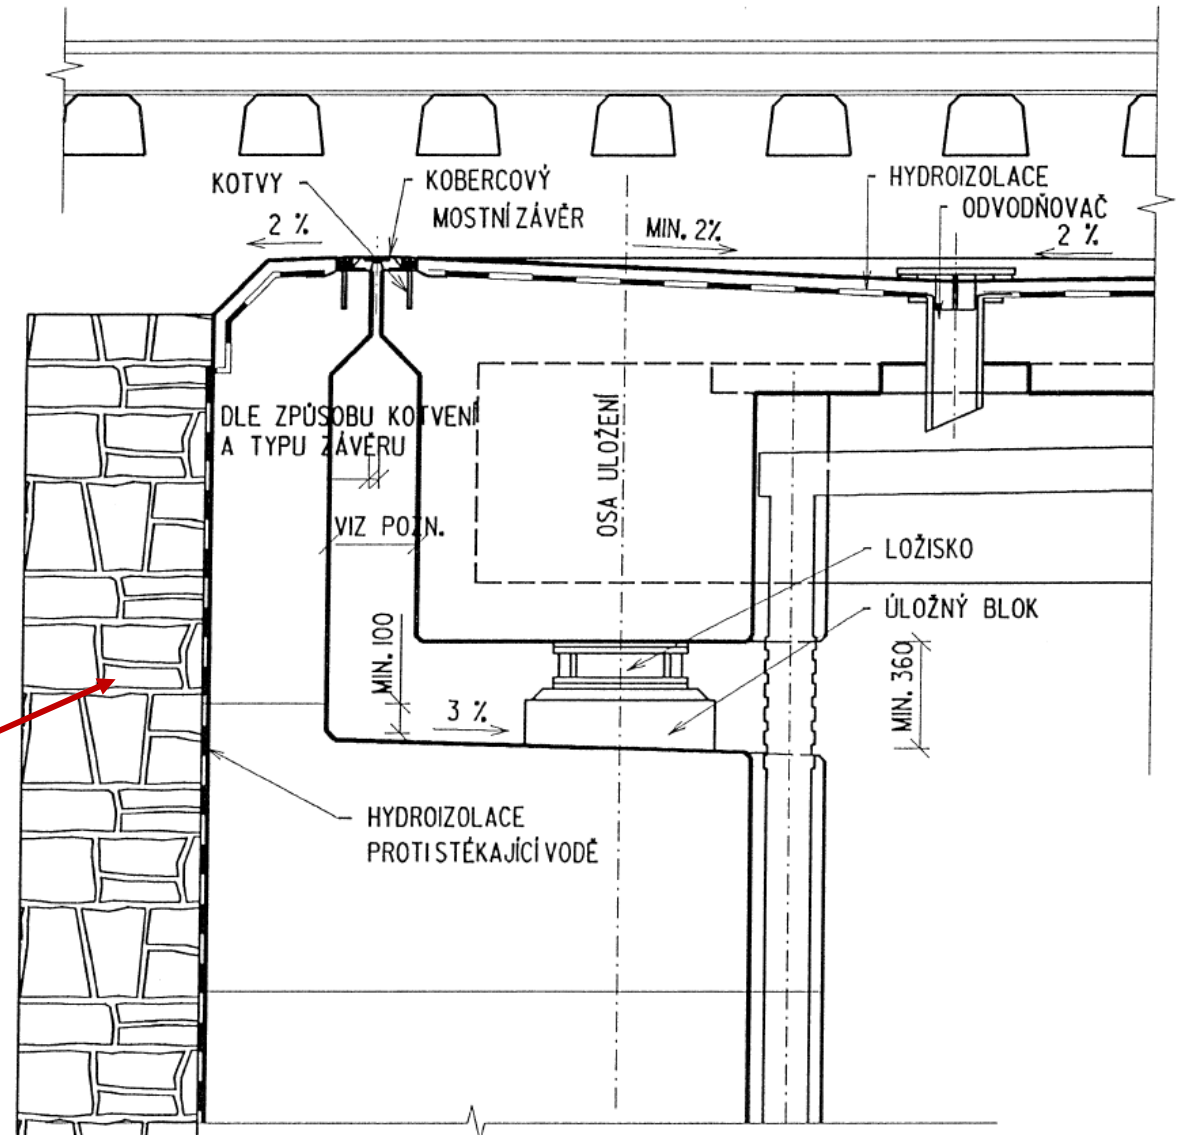 KOTVY
KOBERCOVÝ
MOSTNÍ ZÁVĚR
HYDROIZOLACE
ODVODŇOVAČ
2 %
MIN. 2%
2 %
DLE ZPŮSOBU KOTVENÍ
A TYPU ZÁVĚRU
OSA ULOŽENÍ
VIZ POZN.
LOŽISKO
ÚLOŽNÝ BLOK
MIN. 100
MIN. 360
3 %
HYDROIZOLACE
PROTI STÉKAJÍCÍ VODĚ